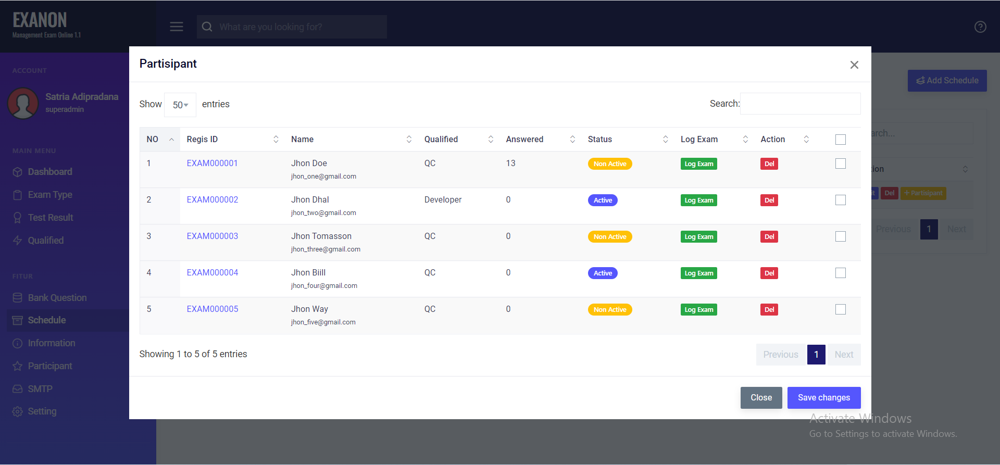 EXANON
Management Exam Online 1.1
What are you looking for?
ACCOUNT
Satria Adipradana
superadmin
MAIN MENU
Dashboard
Exam Type
Test Result
Qualified
FITUR
Bank Question
Schedule
Information
Participant
SMTP
Setting
Partisipant
Show 50 entries
Search:
NO Regis ID Name Qualified Answered Status Log Exam Action
1 EXAM000001 Jhon Doe QC 13 Non Active Log Exam Del
jhon_one@gmail.com
2 EXAM000002 Jhon Dhal Developer 0 Active Log Exam Del
jhon_two@gmail.com
3 EXAM000003 Jhon Tomasson QC 0 Non Active Log Exam Del
jhon_three@gmail.com
4 EXAM000004 Jhon Biill QC 0 Active Log Exam Del
jhon_four@gmail.com
5 EXAM000005 Jhon Way QC 0 Non Active Log Exam Del
jhon_five@gmail.com
Showing 1 to 5 of 5 entries
Previous 1 Next
Close Save changes
Add Schedule
arch...
ion
it Del + Partisipant
Previous 1 Next
Activate Windows
Go to Settings to activate Windows.